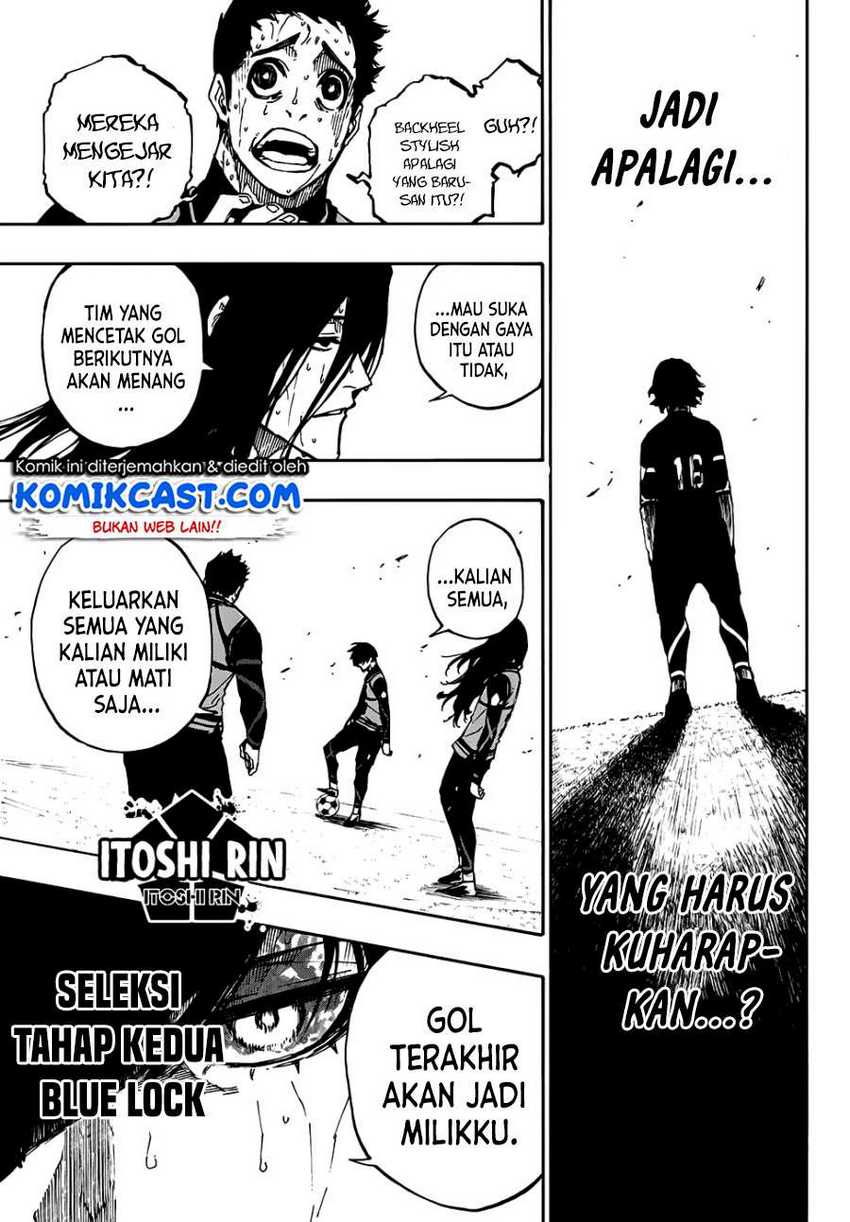 JADI
APALAGI...
16
YANG HARUS
KUHARAP-
KAN...?
GUH?!
BACKHEEL
STYLISH
APALAGI
YANG BARU-
SAN ITU?!
MEREKA
MENGEJAR
KITA?!
...MAU SUKA
DENGAN GAYA
ITU ATAU
TIDAK,
TIM YANG
MENCETAK GOL
BERIKUTNYA
AKAN MENANG
...
Komik ini diterjemahkan & diedit oleh
KOMIKCAST.COM
BUKAN WEB LAIN!!
...KALIAN
SEMUA,
KELUARKAN
SEMUA YANG
KALIAN MILIKI
ATAU MATI
SAJA...
ITOSHI RIN
ITOSHI RIN
GOL
TERAKHIR
AKAN JADI
MILIKKU.
SELEKSI
TAHAP KEDUA
BLUE LOCK